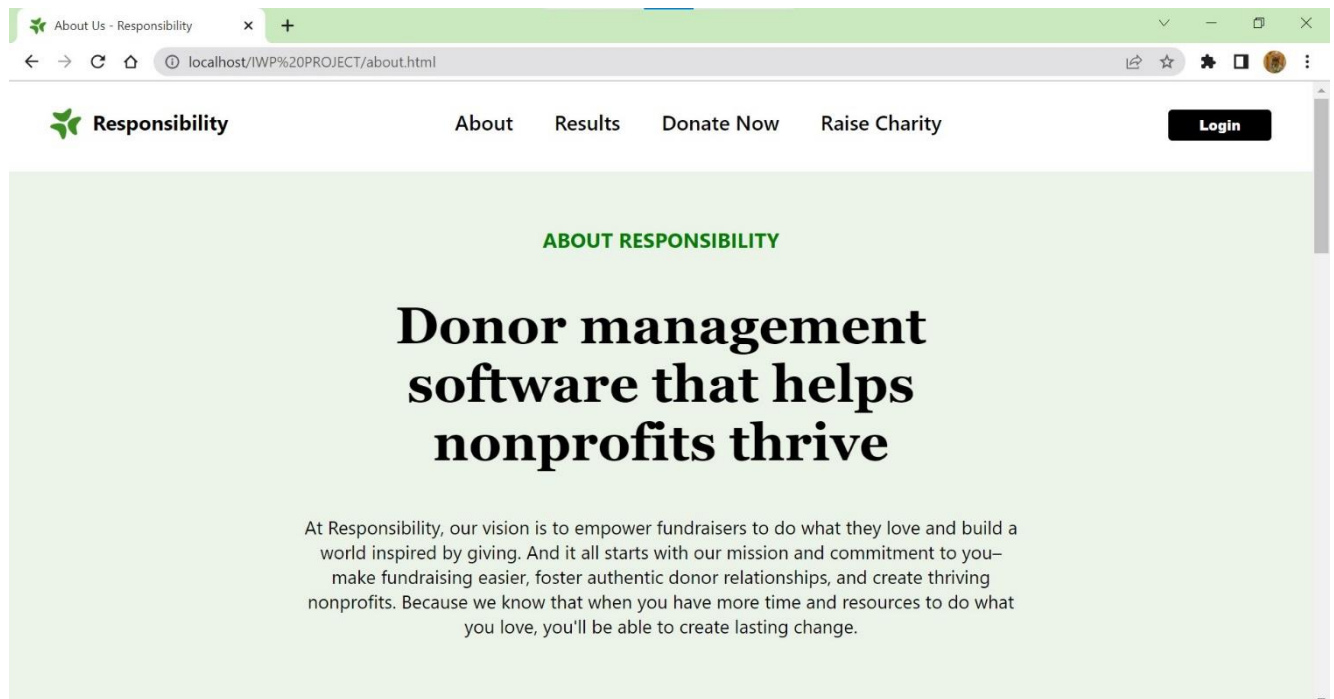 About Us - Responsibility
localhost/IWP%20PROJECT/about.html
Responsibility About Results Donate Now Raise Charity Login
ABOUT RESPONSIBILITY
Donor management
software that helps
nonprofits thrive
At Responsibility, our vision is to empower fundraisers to do what they love and build a
world inspired by giving. And it all starts with our mission and commitment to you–
make fundraising easier, foster authentic donor relationships, and create thriving
nonprofits. Because we know that when you have more time and resources to do what
you love, you'll be able to create lasting change.